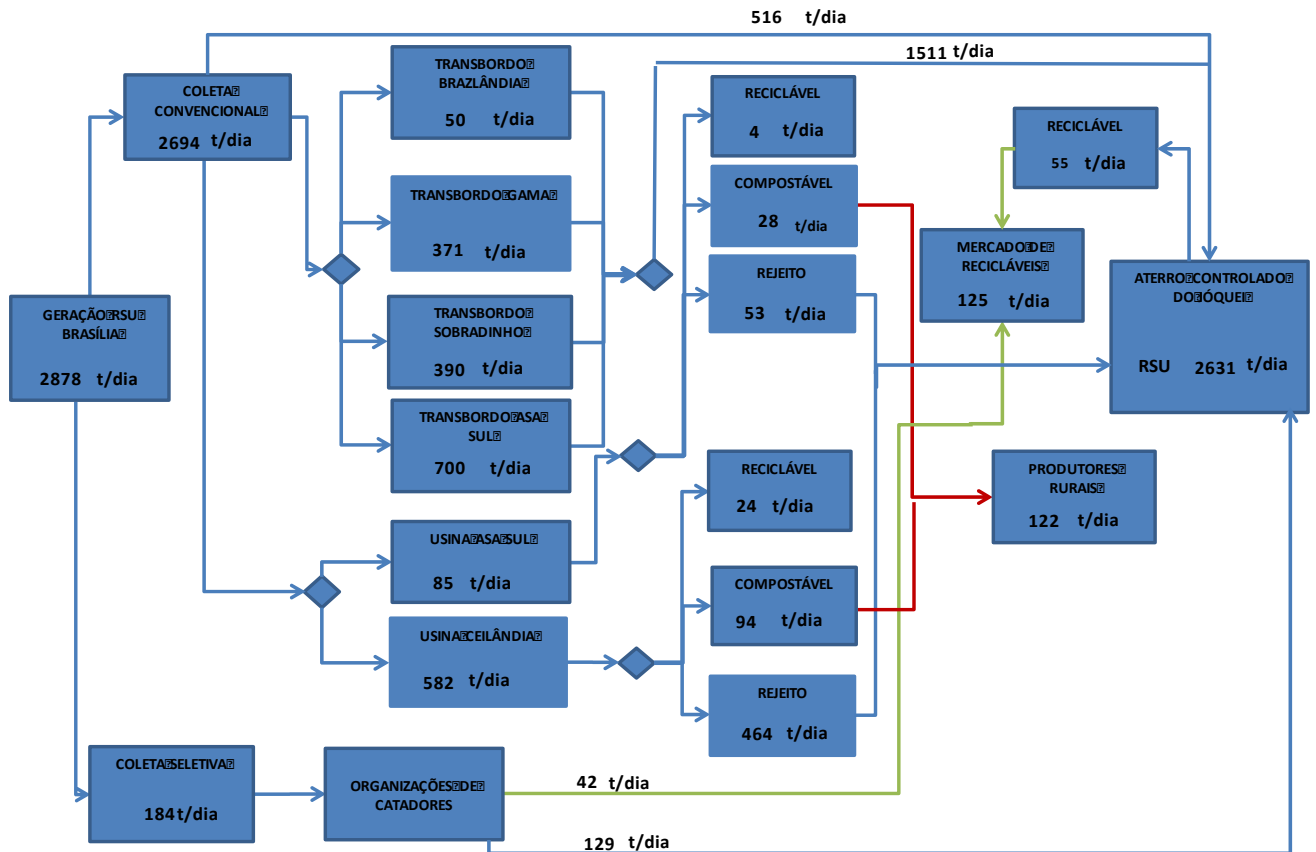 516 t/dia
1511 t/dia
COLETA
CONVENCIONAL
2694 t/dia
TRANSBORDO
BRAZLÂNDIA
50 t/dia
RECICLÁVEL
4 t/dia
RECICLÁVEL
55 t/dia
TRANSBORDO GAMA
371 t/dia
COMPOSTÁVEL
28 t/dia
MERCADO DE
RECICLÁVEIS
125 t/dia
GERAÇÃO RSU
BRASÍLIA
2878 t/dia
TRANSBORDO
SOBRADINHO
390 t/dia
REJEITO
53 t/dia
ATERRO CONTROLADO
DO JÓQUEI
RSU 2631 t/dia
TRANSBORDO ASA
SUL
700 t/dia
RECICLÁVEL
24 t/dia
PRODUTORES
RURAIS
122 t/dia
USINA ASA SUL
85 t/dia
COMPOSTÁVEL
94 t/dia
USINA CEILÂNDIA
582 t/dia
REJEITO
464 t/dia
COLETA SELETIVA
184 t/dia
ORGANIZAÇÕES DE
CATADORES
42 t/dia
129 t/dia